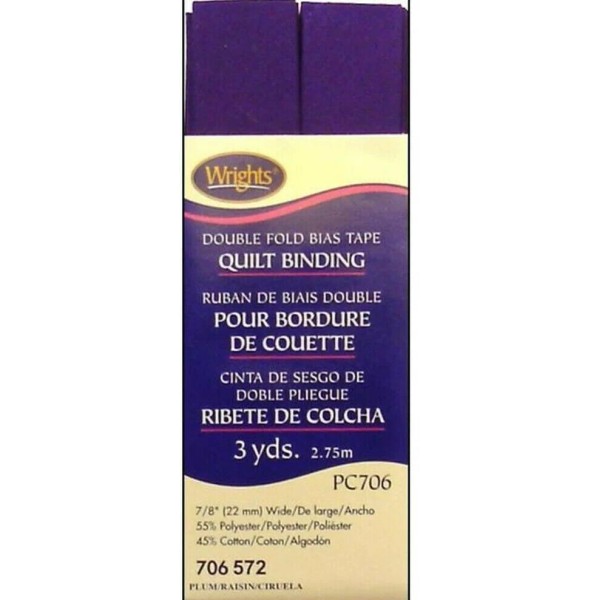 Wrights®
DOUBLE FOLD BIAS TAPE
QUILT BINDING
RUBAN DE BIAIS DOUBLE
POUR BORDURE
DE COUETTE
CINTA DE SESGO DE
DOBLE PLIEGUE
RIBETE DE COLCHA
3 yds. 2.75m
PC706
7/8" (22 mm) Wide/De large/Ancho
55% Polyester/Polyester/Poliéster
45% Cotton/Coton/Algodón
706 572
PLUM/RAISIN/CIRUELA